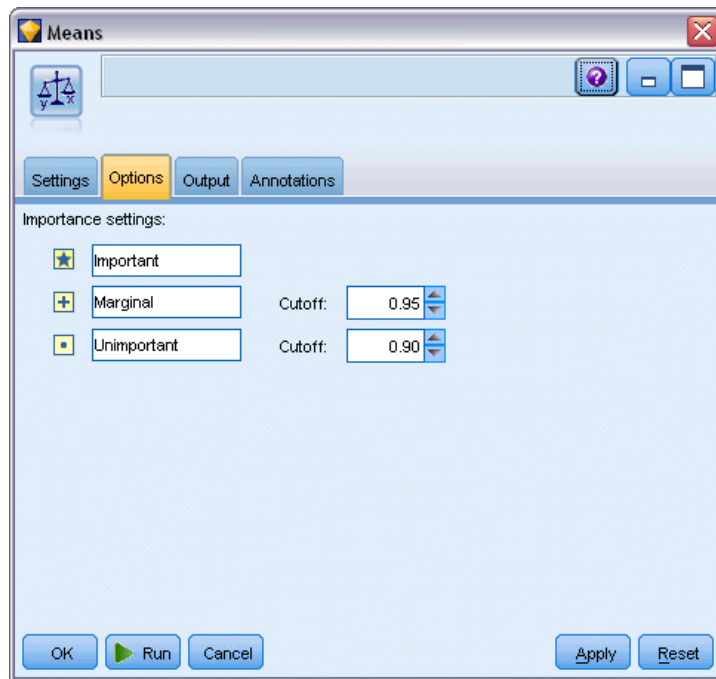 Means
y x
Settings Options Output Annotations
Importance settings:
Important
Marginal Cutoff: 0.95
Unimportant Cutoff: 0.90
OK Run Cancel Apply Reset